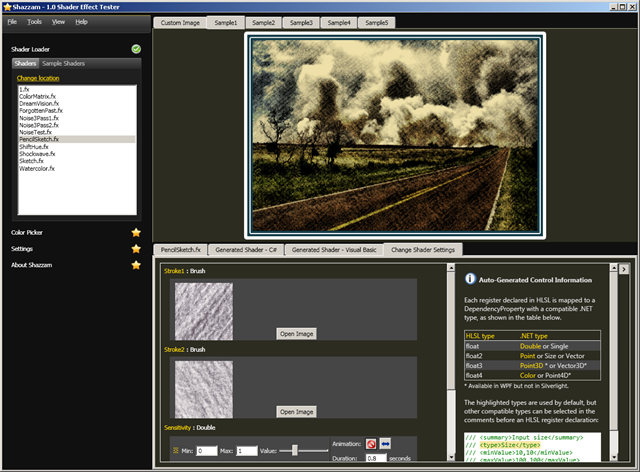 Shazzam - 1.0 Shader Effect Tester
File Tools View Help
Custom Image Sample1 Sample2 Sample3 Sample4 Sample5
Shader Loader
Shaders Sample Shaders
Change location
1.fx
ColorMatrix.fx
DreamVision.fx
ForgottenPast.fx
Noise3Pass1.fx
Noise3Pass2.fx
NoiseTest.fx
PencilSketch.fx
ShiftHue.fx
Shockwave.fx
Sketch.fx
Watercolor.fx
Color Picker
Settings
About Shazzam
PencilSketch.fx Generated Shader - C# Generated Shader - Visual Basic Change Shader Settings
Stroke1 : Brush
Open Image
Stroke2 : Brush
Open Image
Sensitivity : Double
Min: 0 Max: 1 Value: Animation:
Duration: 0.8 seconds
Auto-Generated Control Information
Each register declared in HLSL is mapped to a
DependencyProperty with a compatible .NET
type, as shown in the table below.
HLSL type .NET type
float Double or Single
float2 Point or Size or Vector
float3 Point3D * or Vector3D*
float4 Color or Point4D*
* Available in WPF but not in Silverlight.
The highlighted types are used by default, but
other compatible types can be selected in the
comments before an HLSL register declaration:
/// <summary>Input size</summary>
/// <type>Size</type>
/// <minValue>10,10</minValue>
/// <maxValue>100,100</maxValue>